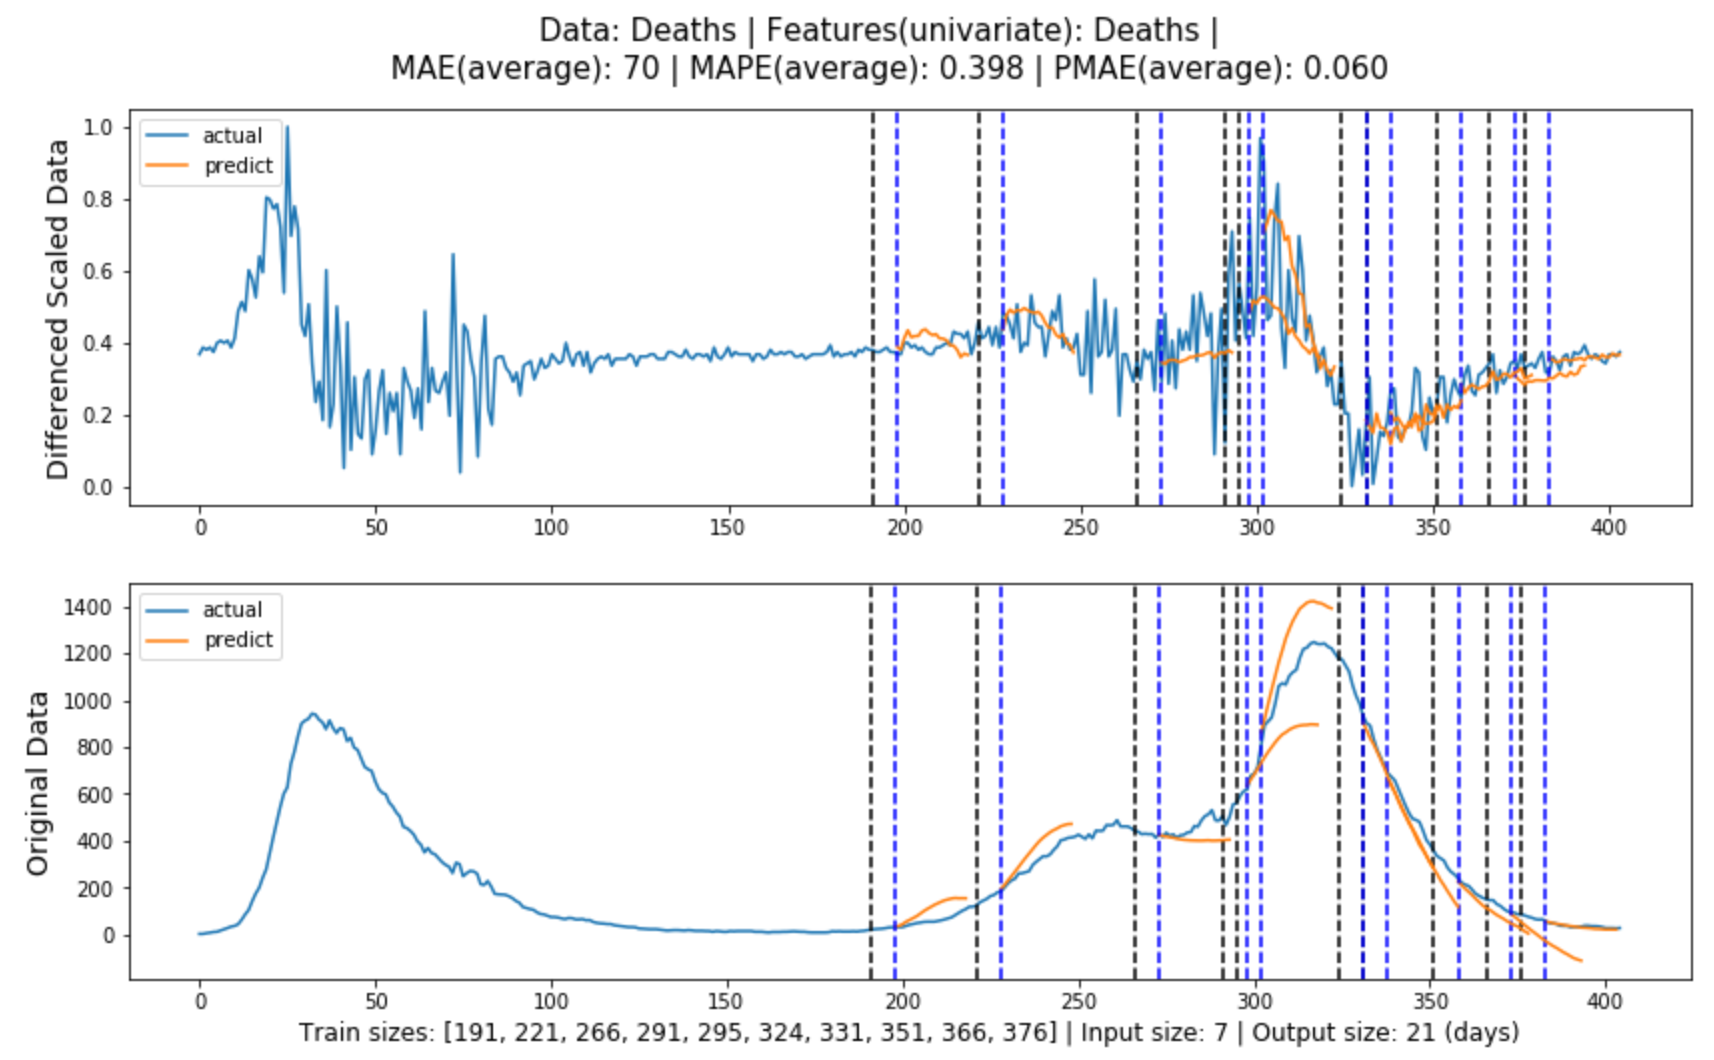 Data: Deaths | Features(univariate): Deaths |
MAE(average): 70 | MAPE(average): 0.398 | PMAE(average): 0.060
Differenced Scaled Data
1.0
0.8
0.6
0.4
0.2
0.0
actual
predict
0 50 100 150 200 250 300 350 400
Original Data
1400
1200
1000
800
600
400
200
0
actual
predict
0 50 100 150 200 250 300 350 400
Train sizes: [191, 221, 266, 291, 295, 324, 331, 351, 366, 376] | Input size: 7 | Output size: 21 (days)